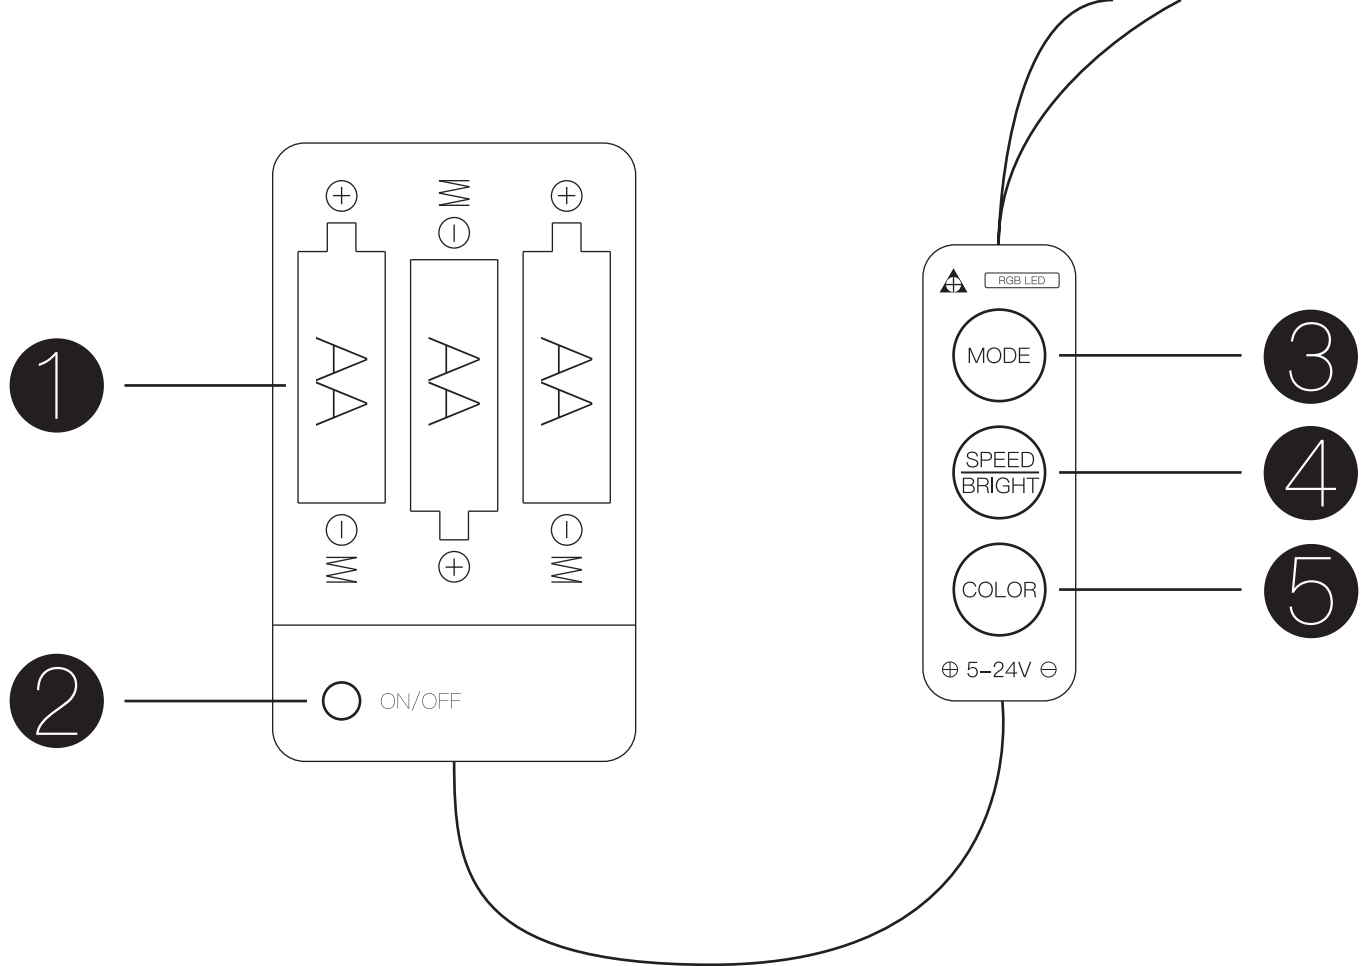 1
AA
AA
AA
2
ON/OFF
RGB LED
MODE
SPEED
BRIGHT
COLOR
⊕ 5–24V ⊖
3
4
5